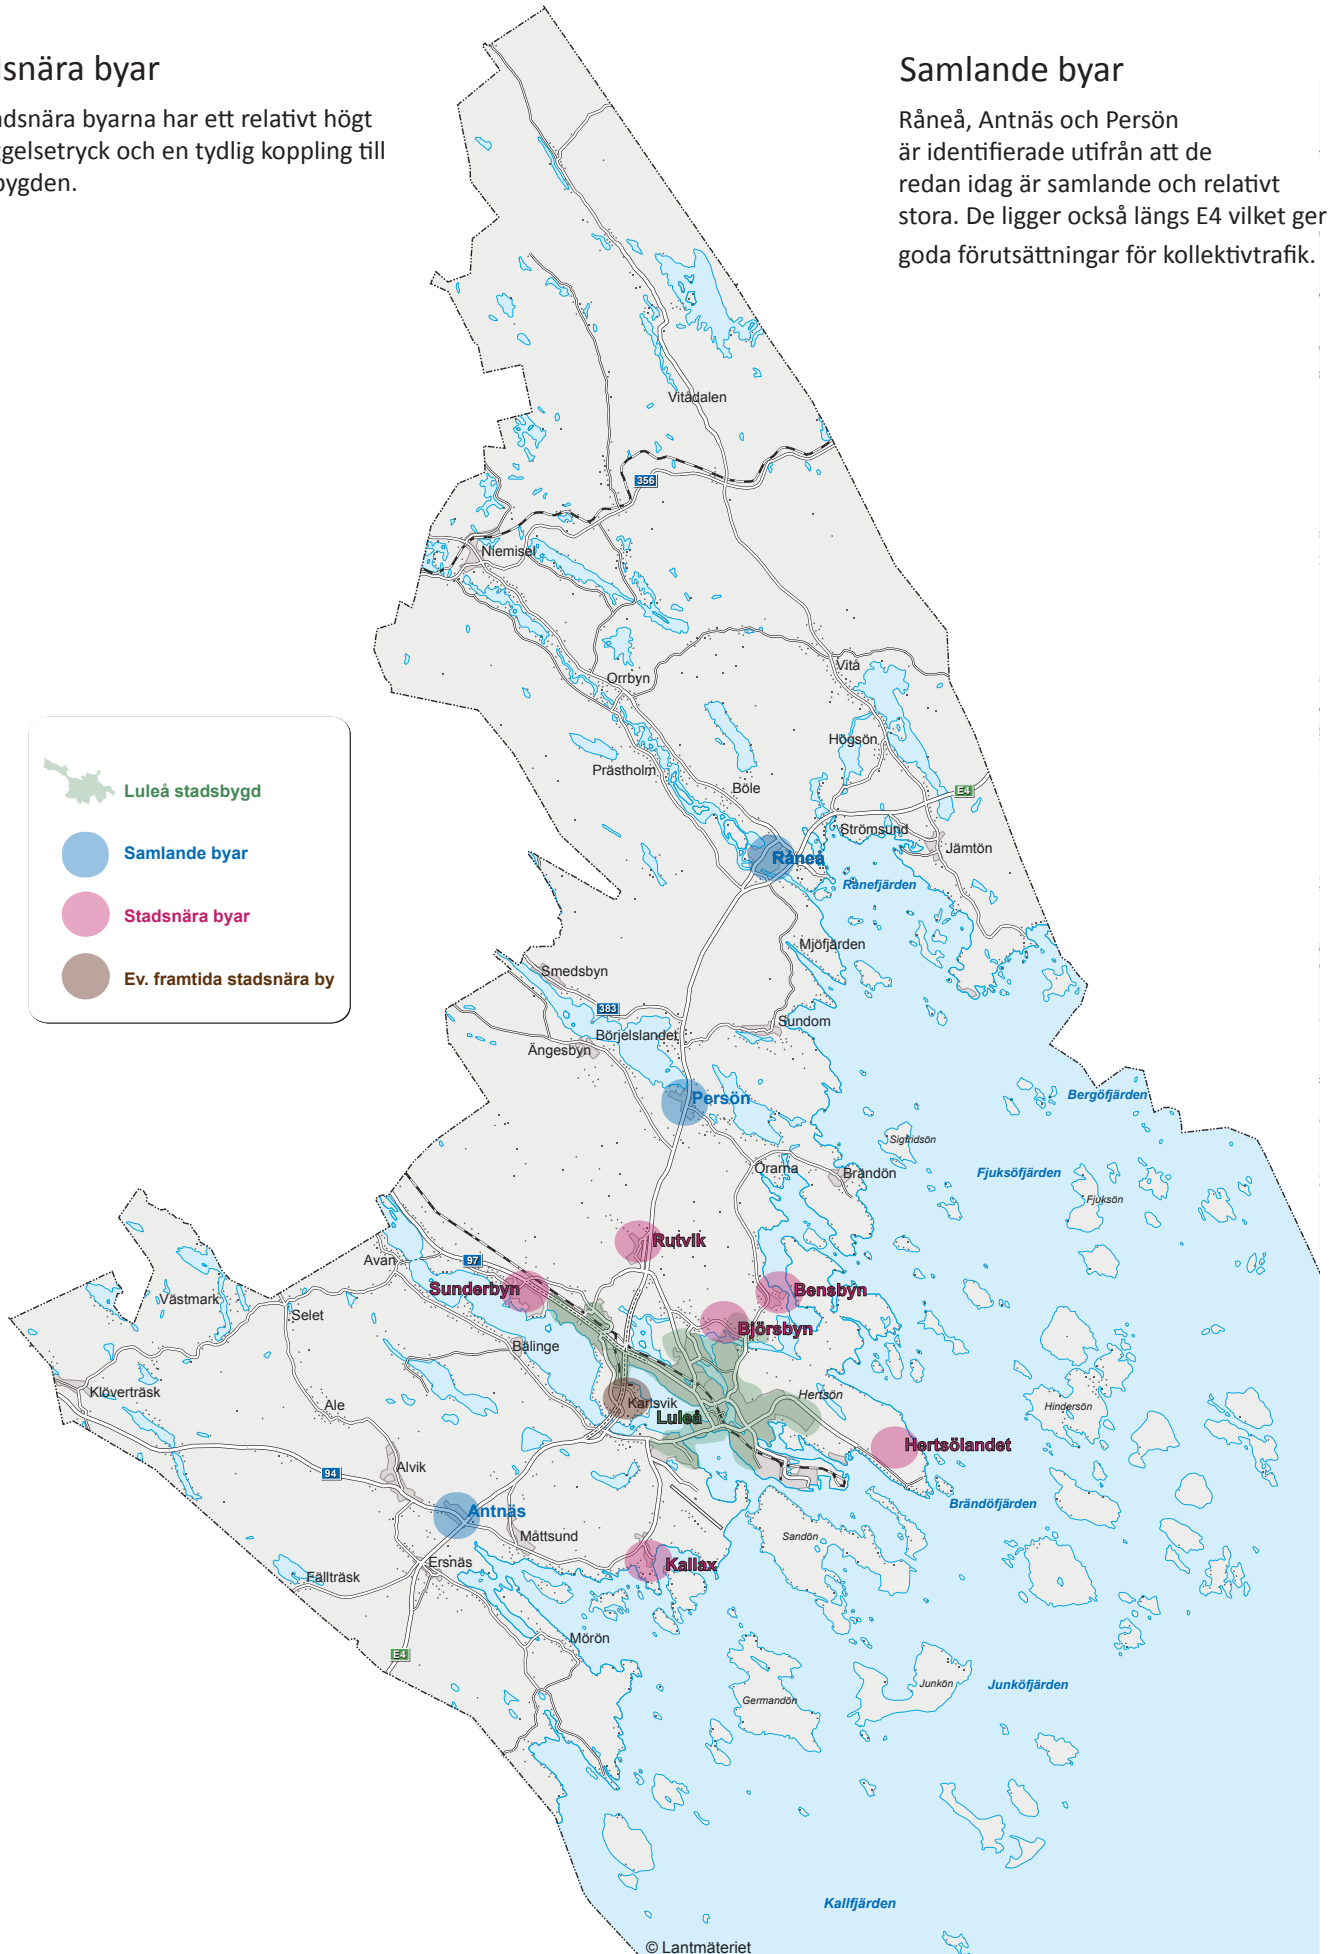 dsnära byar
adsnära byarna har ett relativt högt
ggelsetryck och en tydlig koppling till
bygden.
Samlande byar
Råneå, Antnäs och Persön
är identifierade utifrån att de
redan idag är samlande och relativt
stora. De ligger också längs E4 vilket ger
goda förutsättningar för kollektivtrafik.
Vitådalen
356
Niemisel
Vitå
Orrbyn
Högsön
Prästholm
Böle
E4
Strömsund
Jämtön
Råneå
Rånefjärden
Luleå stadsbygd
Samlande byar
Stadsnära byar
Ev. framtida stadsnära by
Mjöfjärden
Smedsbyn
383
Sundom
Börjelslandet
Ängesbyn
Persön
Bergöfjärden
Sigfridsön
Örarna
Brändön
Fjuksöfjärden
Fjuksön
Rutvik
Avan
97
Sunderbyn
Bensbyn
Västmark
Selet
Björsbyn
Bälinge
Klöverträsk
Ale
Karlsvik
Hertsön
Luleå
Hindersön
Hertsölandet
Alvik
94
Brändöfjärden
Antnäs
Måttsund
Sandön
Ersnäs
Kallax
Fällträsk
Mörön
E4
Junkön
Junköfjärden
Germandön
Kallfjärden
© Lantmäteriet